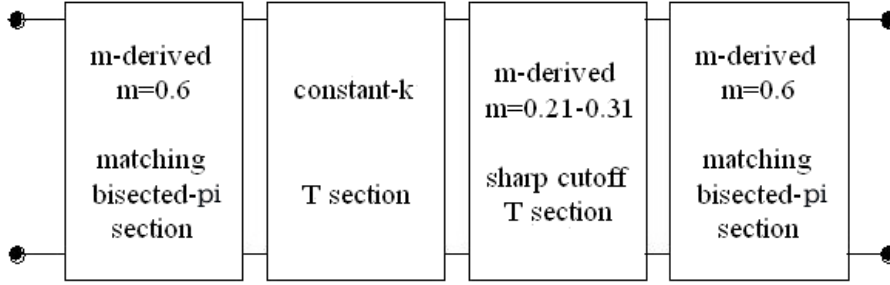 m-derived
m=0.6
matching
bisected-pi
section
constant-k
T section
m-derived
m=0.21-0.31
sharp cutoff
T section
m-derived
m=0.6
matching
bisected-pi
section